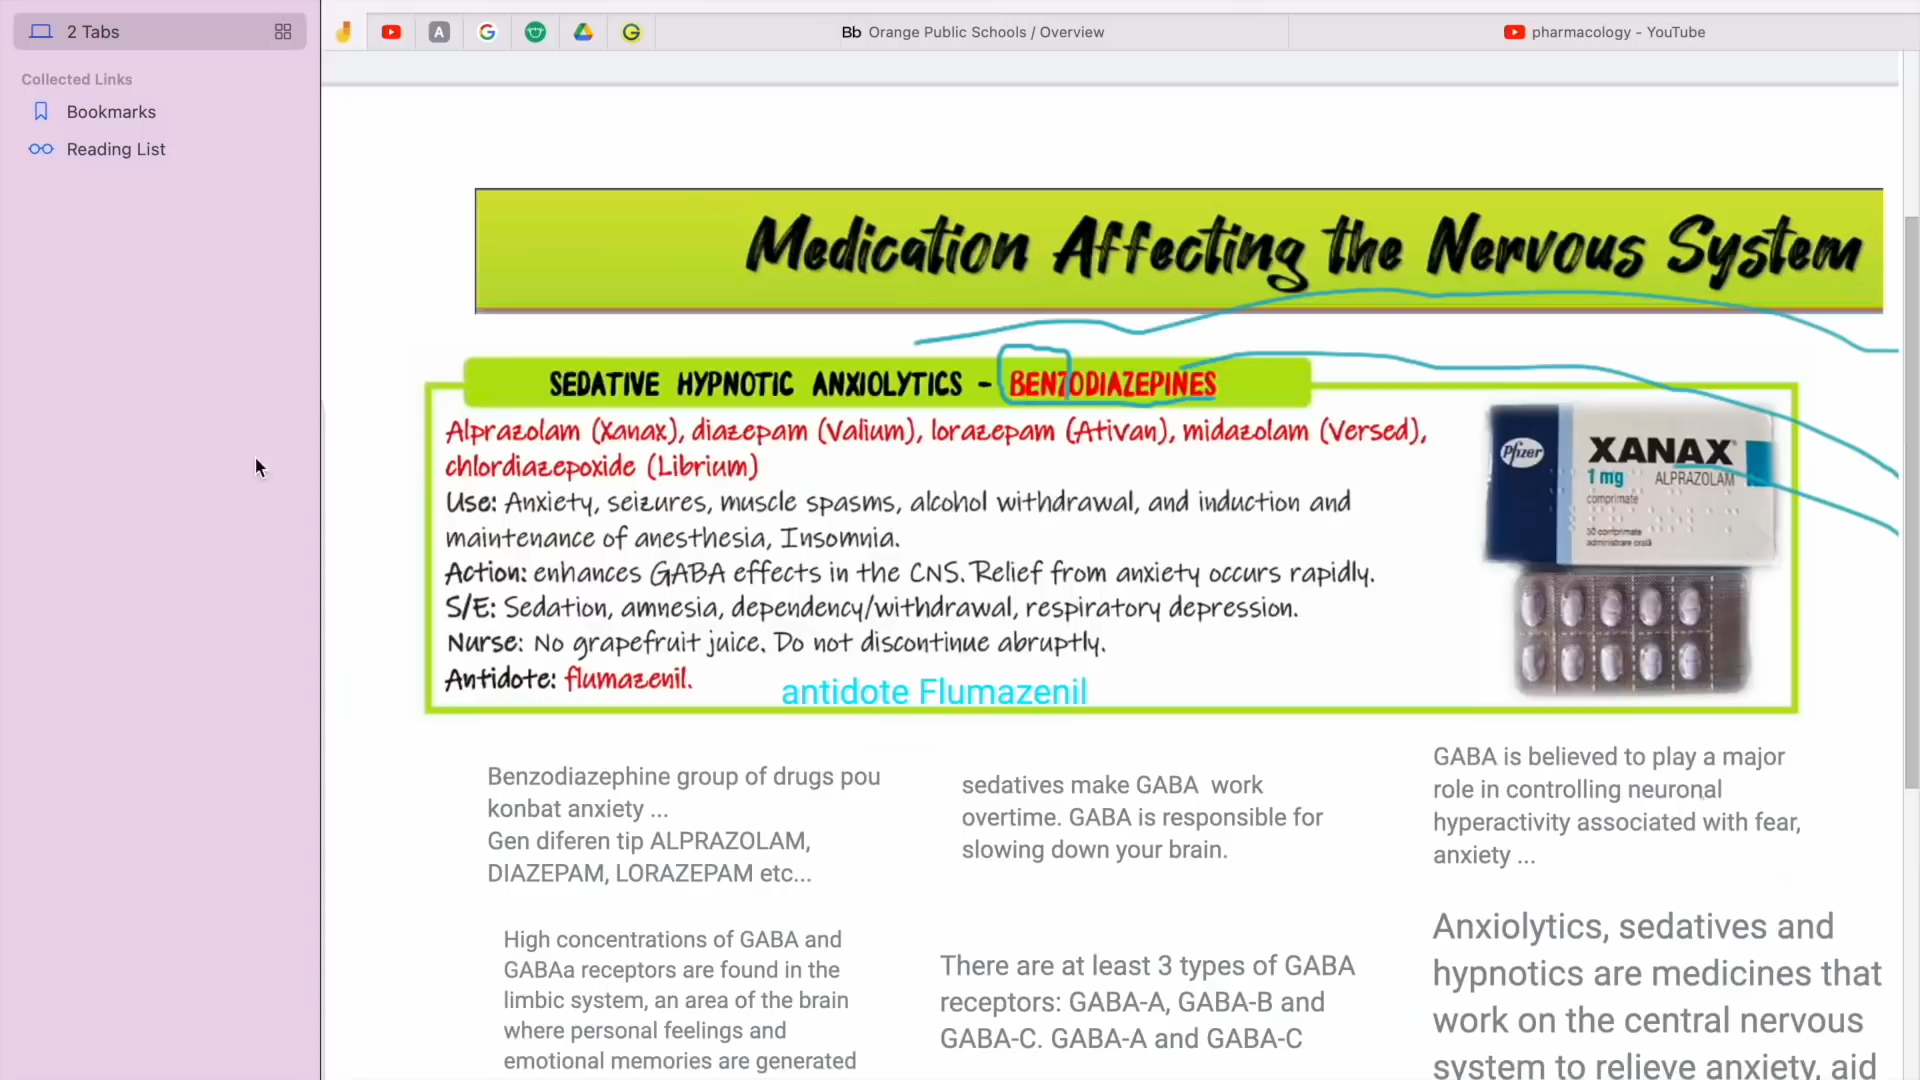 2 Tabs
Collected Links
Bookmarks
Reading List
A
G
G
Bb Orange Public Schools / Overview
pharmacology - YouTube
Medication Affecting the Nervous System
SEDATIVE HYPNOTIC ANXIOLYTICS - BENZODIAZEPINES
Alprazolam (Xanax), diazepam (Valium), lorazepam (Ativan), midazolam (Versed),
chlordiazepoxide (Librium)
Use: Anxiety, seizures, muscle spasms, alcohol withdrawal, and induction and
maintenance of anesthesia, Insomnia.
Action: enhances GABA effects in the CNS. Relief from anxiety occurs rapidly.
S/E: Sedation, amnesia, dependency/withdrawal, respiratory depression.
Nurse: No grapefruit juice. Do not discontinue abruptly.
Antidote: flumazenil.
antidote Flumazenil
Pfizer
XANAX
1 mg ALPRAZOLAM
comprimate
30 comprimate
administrare orală
Benzodiazephine group of drugs pou
konbat anxiety ...
Gen diferen tip ALPRAZOLAM,
DIAZEPAM, LORAZEPAM etc...
sedatives make GABA work
overtime. GABA is responsible for
slowing down your brain.
GABA is believed to play a major
role in controlling neuronal
hyperactivity associated with fear,
anxiety ...
High concentrations of GABA and
GABAa receptors are found in the
limbic system, an area of the brain
where personal feelings and
emotional memories are generated
There are at least 3 types of GABA
receptors: GABA-A, GABA-B and
GABA-C. GABA-A and GABA-C
Anxiolytics, sedatives and
hypnotics are medicines that
work on the central nervous
system to relieve anxiety, aid